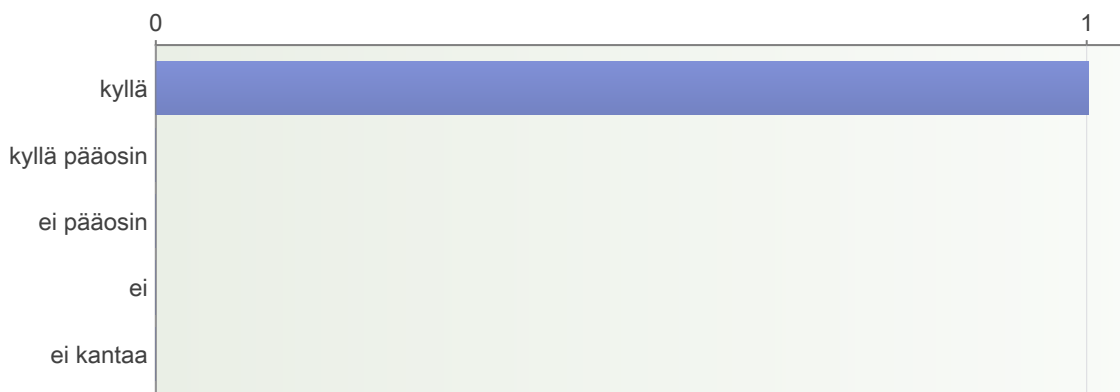 0 1
kyllä
kyllä pääosin
ei pääosin
ei
ei kantaa